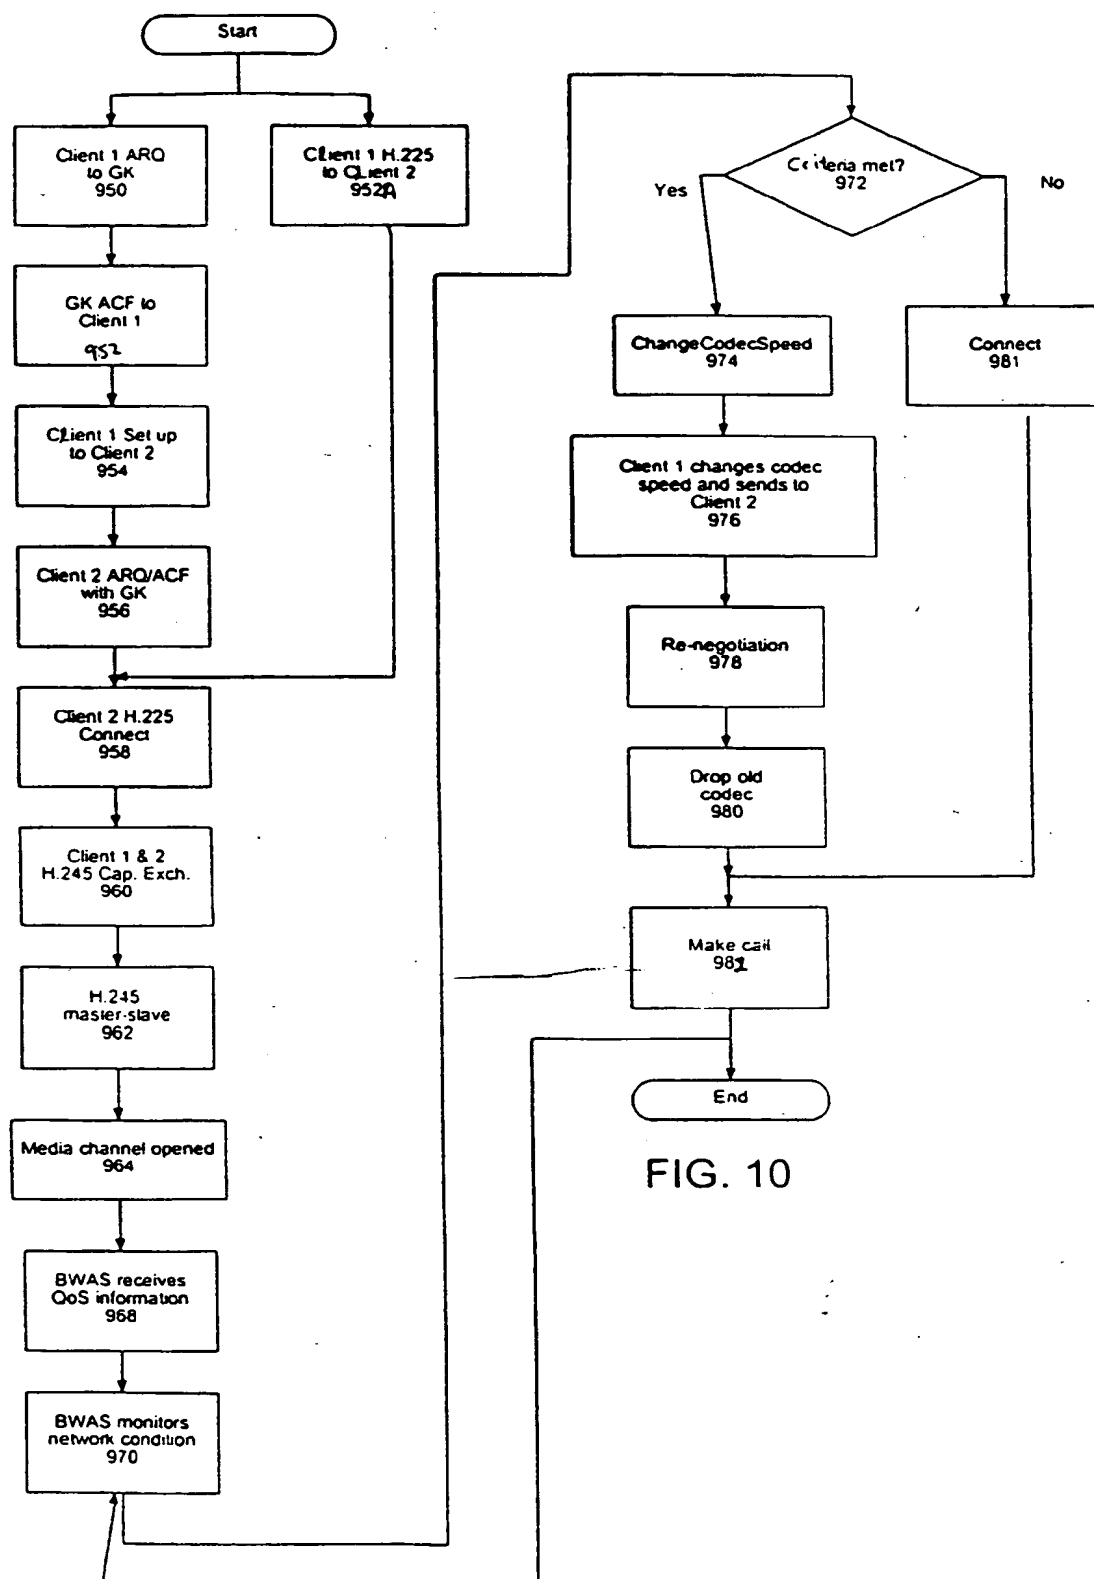 Start
Client 1 ARQ
to GK
950
Client 1 H.225
to CLient 2
952A
GK ACF to
Client 1
952
CLient 1 Set up
to Client 2
954
Client 2 ARQ/ACF
with GK
956
Client 2 H.225
Connect
958
Client 1 & 2
H.245 Cap. Exch.
960
H.245
master-slave
962
Media channel opened
964
BWAS receives
QoS information
968
BWAS monitors
network condition
970
Criteria met?
972
Yes
No
ChangeCodecSpeed
974
Connect
981
Client 1 changes codec
speed and sends to
Client 2
976
Re-negotiation
978
Drop old
codec
980
Make call
982
End
FIG. 10